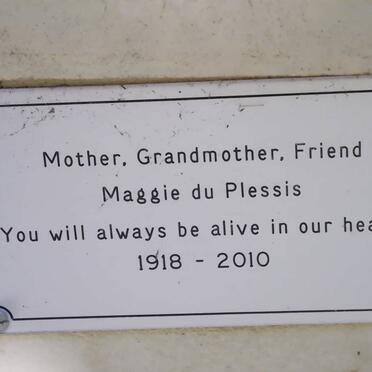 Mother, Grandmother, Friend
Maggie du Plessis
You will always be alive in our hea
1918 - 2010